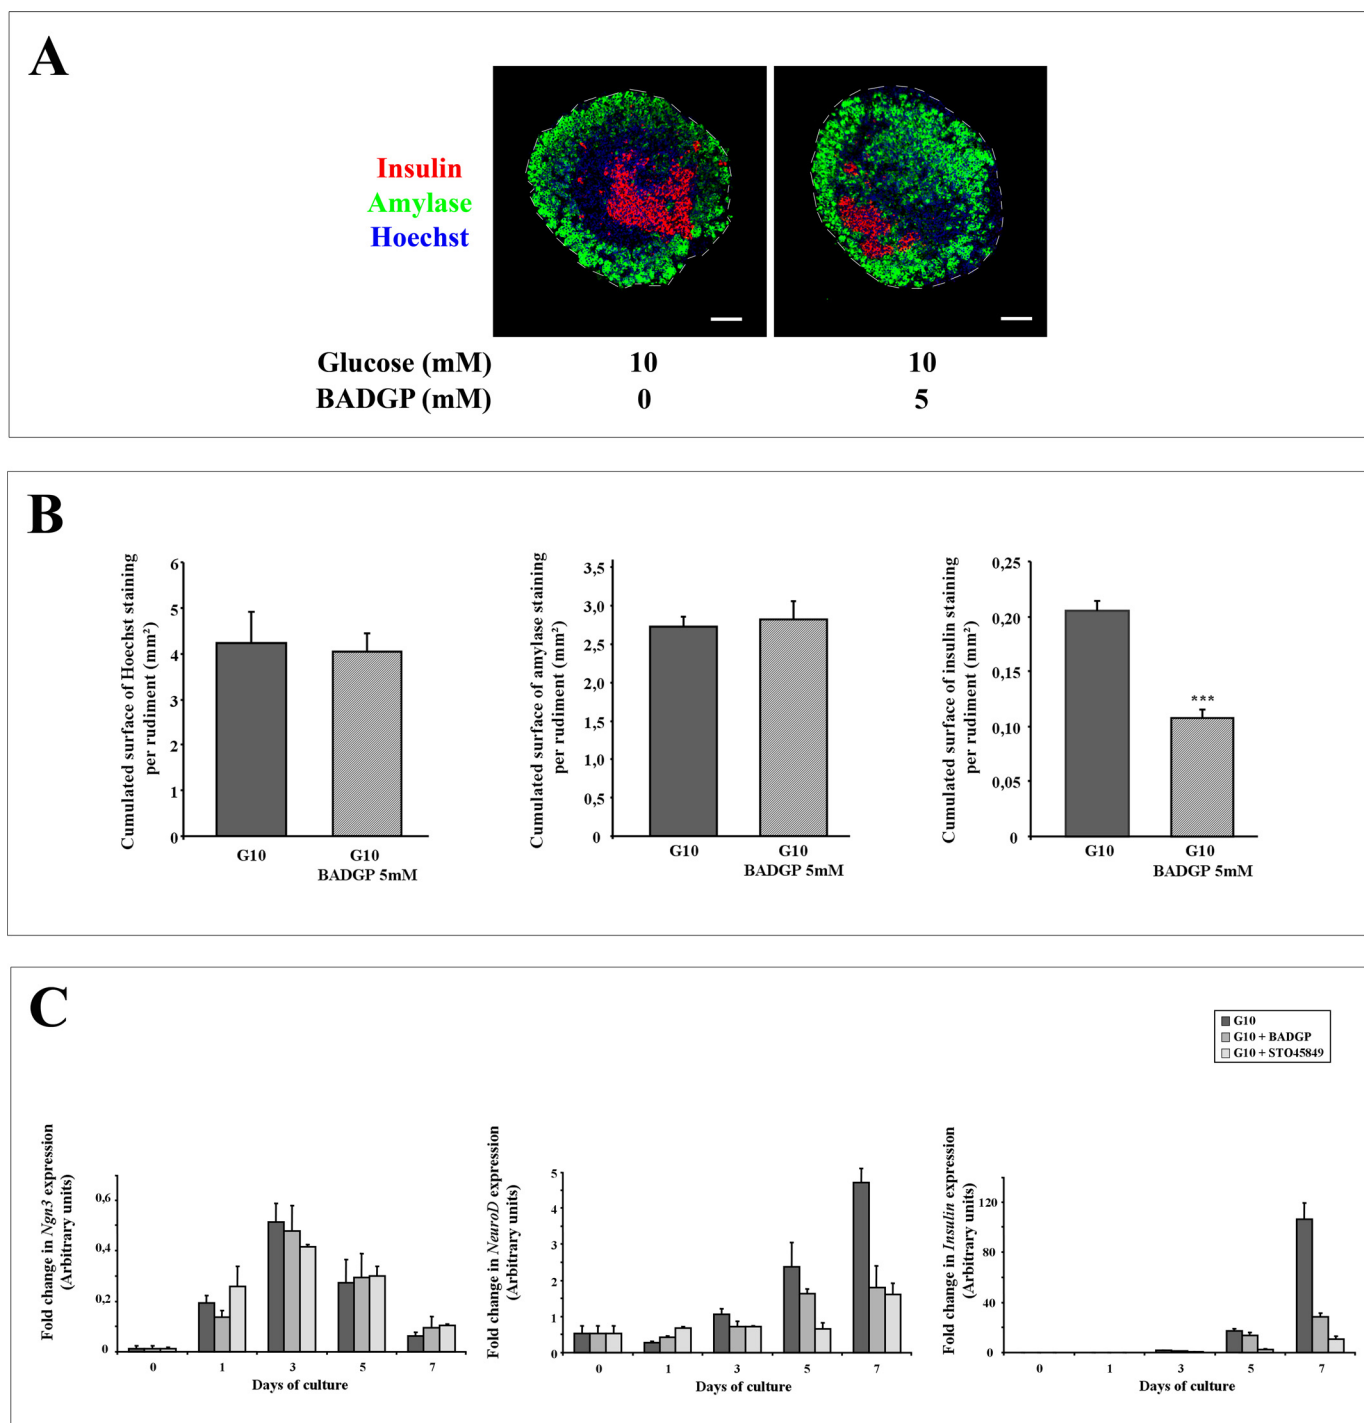 A
Insulin
Amylase
Hoechst
Glucose (mM) 10 10
BADGP (mM) 0 5
B
Cumulated surface of Hoechst staining
per rudiment (mm²)
6
5
4
3
2
1
0
G10
G10
BADGP 5mM
Cumulated surface of amylase staining
per rudiment (mm²)
3,5
3,0
2,5
2,0
1,5
1,0
0,5
0
G10
G10
BADGP 5mM
Cumulated surface of insulin staining
per rudiment (mm²)
0,25
0,20
0,15
0,10
0,05
0
***
G10
G10
BADGP 5mM
C
G10
G10 + BADGP
G10 + STO45849
Fold change in Ngn3 expression
(Arbitrary units)
0,6
0,4
0,2
0
0 1 3 5 7
Days of culture
Fold change in NeuroD expression
(Arbitrary units)
5
4
3
2
1
0
0 1 3 5 7
Days of culture
Fold change in Insulin expression
(Arbitrary units)
120
80
40
0
0 1 3 5 7
Days of culture